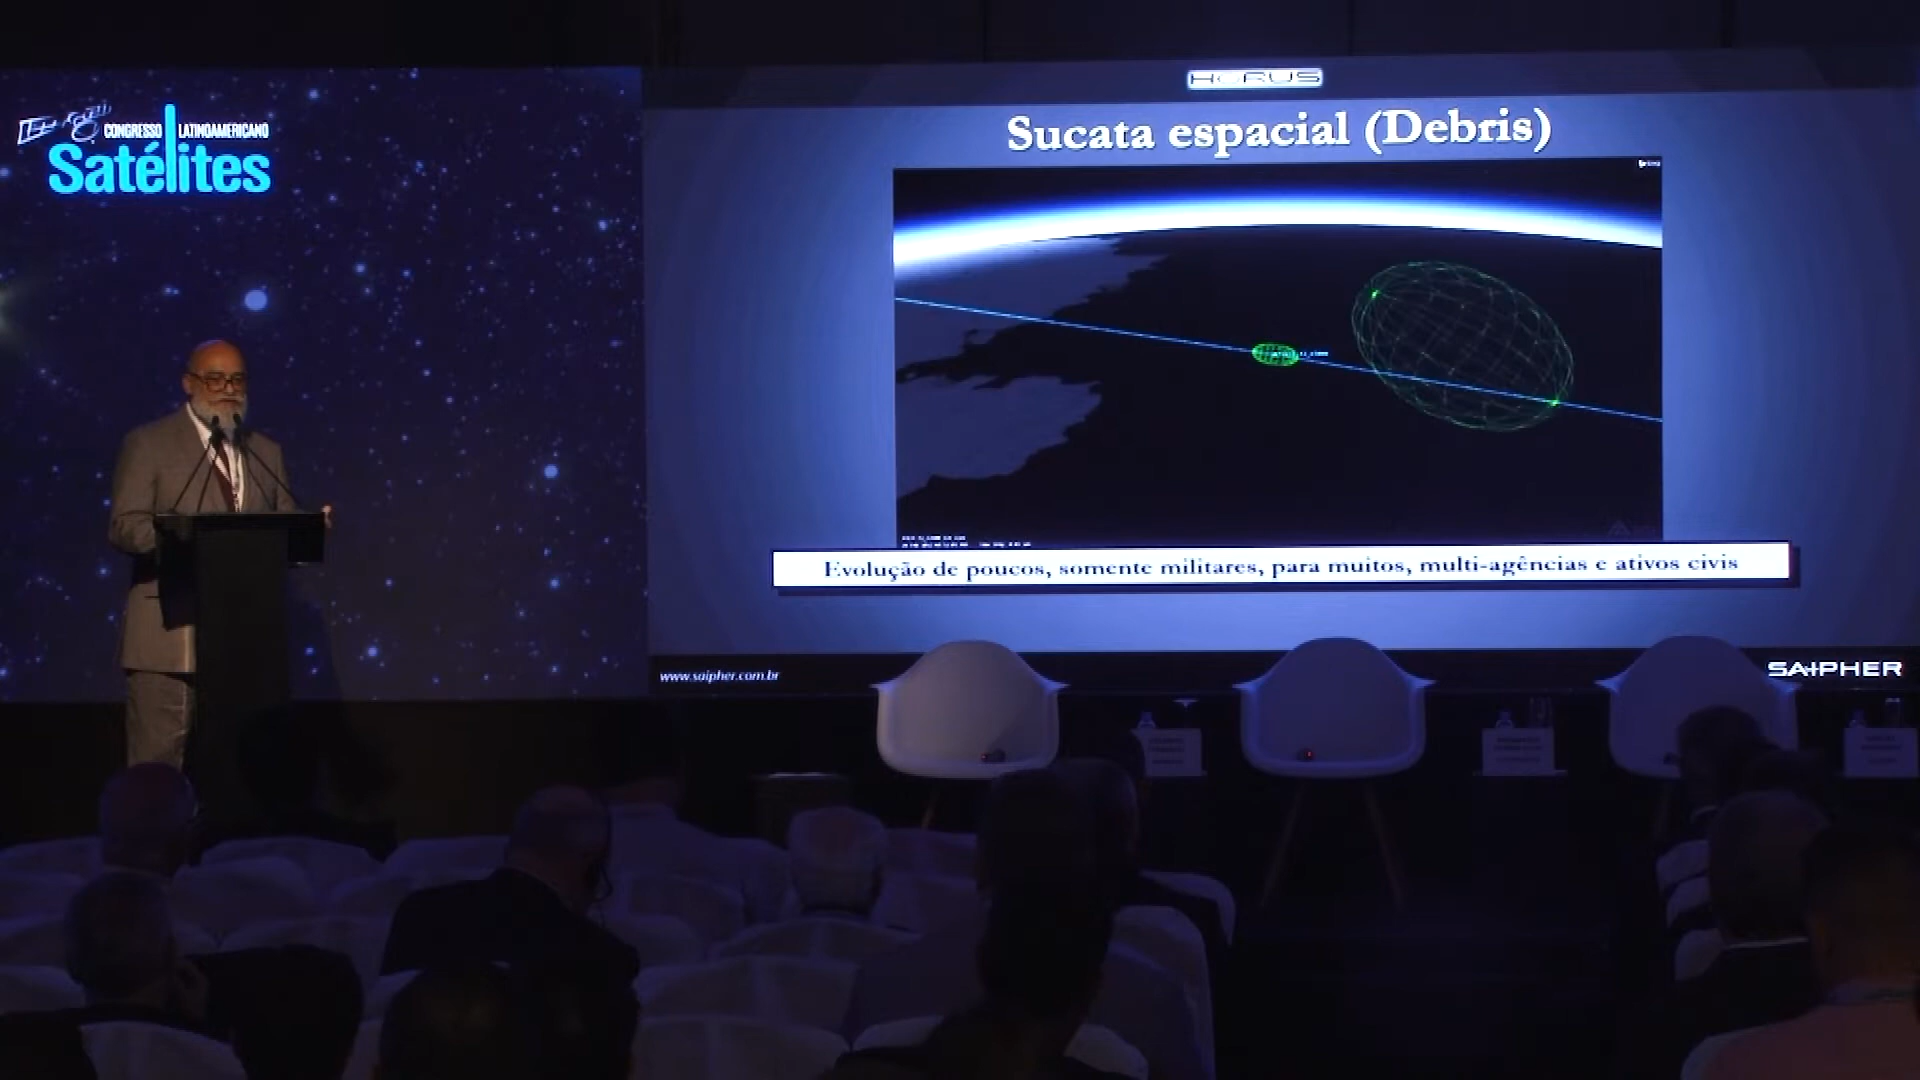 CONGRESSO LATINOAMERICANO
Satélites
HORUS
Sucata espacial (Debris)
Evolução de poucos, somente militares, para muitos, multi-agências e ativos civis
www.saipher.com.br
SAIPHER